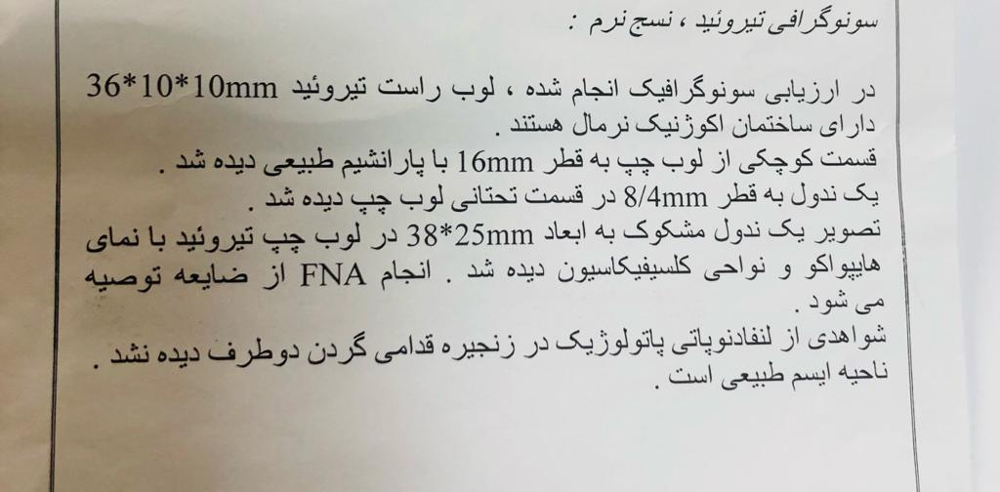 سونوگرافی تیروئید ، نسج نرم :
در ارزیابی سونوگرافیک انجام شده ، لوب راست تیروئید 36*10*10mm
دارای ساختمان اکوژنیک نرمال هستند .
قسمت کوچکی از لوب چپ به قطر 16mm با پارانشیم طبیعی دیده شد .
یک ندول به قطر 8/4mm در قسمت تحتانی لوب چپ دیده شد .
تصویر یک ندول مشکوک به ابعاد 38*25mm در لوب چپ تیروئید با نمای
هایپواکو و نواحی کلسیفیکاسیون دیده شد . انجام FNA از ضایعه توصیه
می شود .
شواهدی از لنفادنوپاتی پاتولوژیک در زنجیره قدامی گردن دوطرف دیده نشد .
ناحیه ایسم طبیعی است .